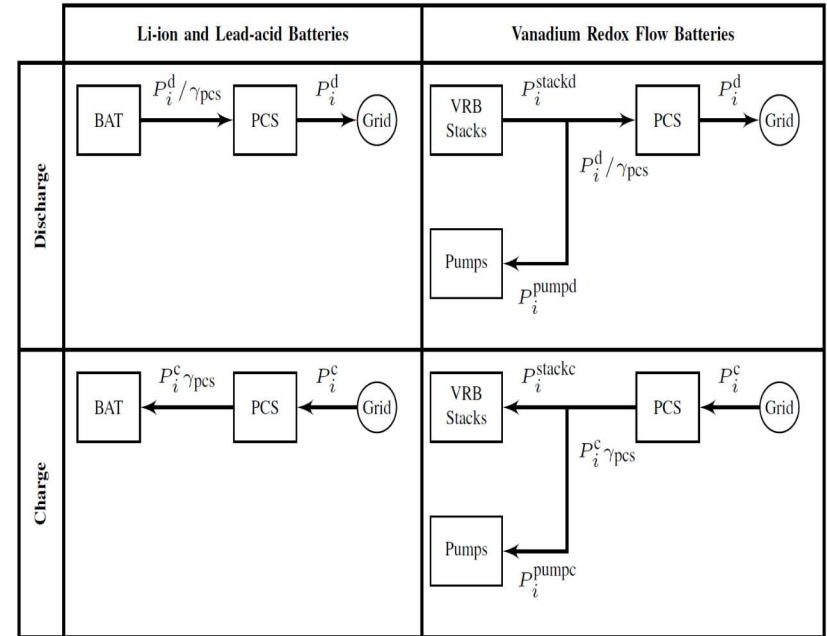 Li-ion and Lead-acid Batteries
Vanadium Redox Flow Batteries
Discharge
P_i^d/γ_pcs
P_i^d
BAT
PCS
Grid
P_i^stackd
P_i^d
VRB
Stacks
PCS
Grid
P_i^d/γ_pcs
Pumps
P_i^pumpd
Charge
P_i^c γ_pcs
P_i^c
BAT
PCS
Grid
P_i^stackc
P_i^c
VRB
Stacks
PCS
Grid
P_i^c γ_pcs
Pumps
P_i^pumpc